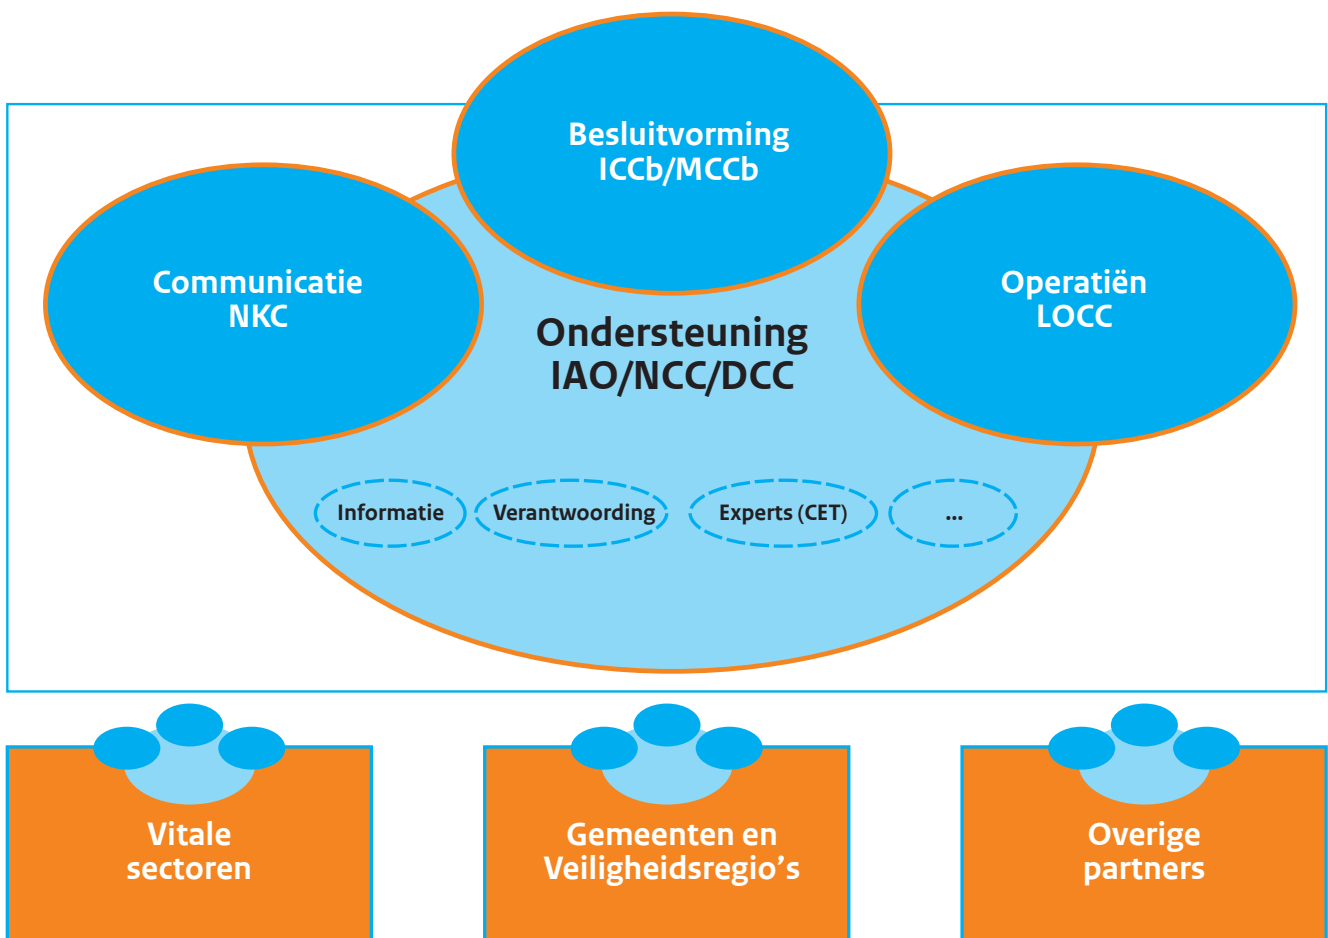 Besluitvorming
ICCb/MCCb
Communicatie
NKC
Operatiën
LOCC
Ondersteuning
IAO/NCC/DCC
Informatie
Verantwoording
Experts (CET)
...
Vitale
sectoren
Gemeenten en
Veiligheidsregio’s
Overige
partners